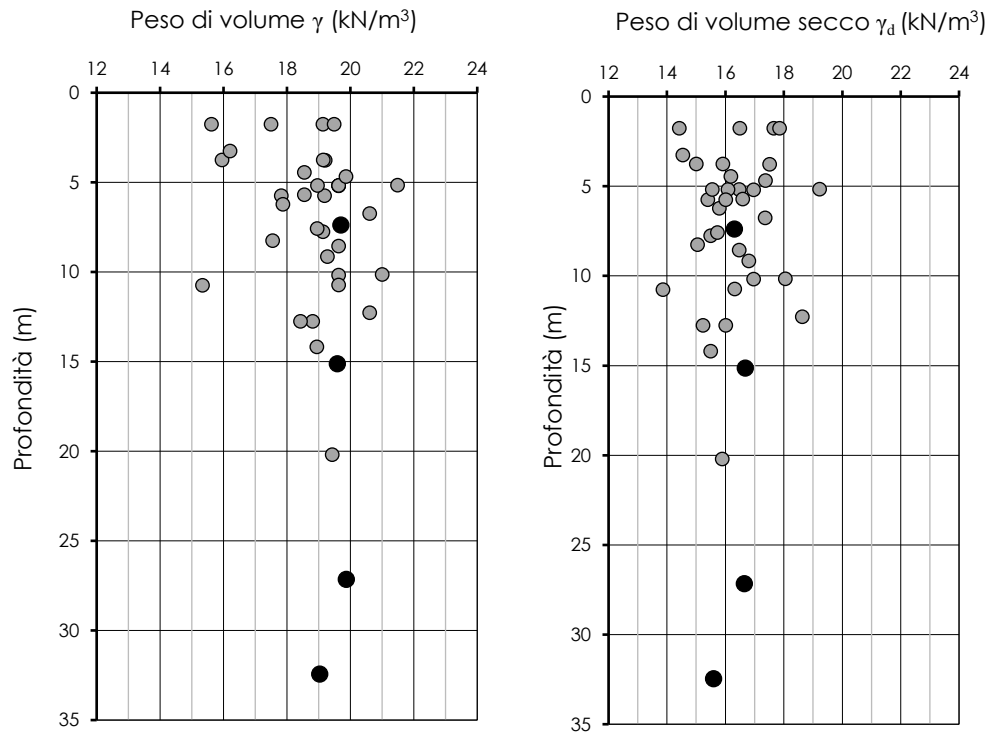 Peso di volume γ (kN/m³)
12 14 16 18 20 22 24
0
5
10
15
20
25
30
35
Profondità (m)
Peso di volume secco γd (kN/m³)
12 14 16 18 20 22 24
0
5
10
15
20
25
30
35
Profondità (m)